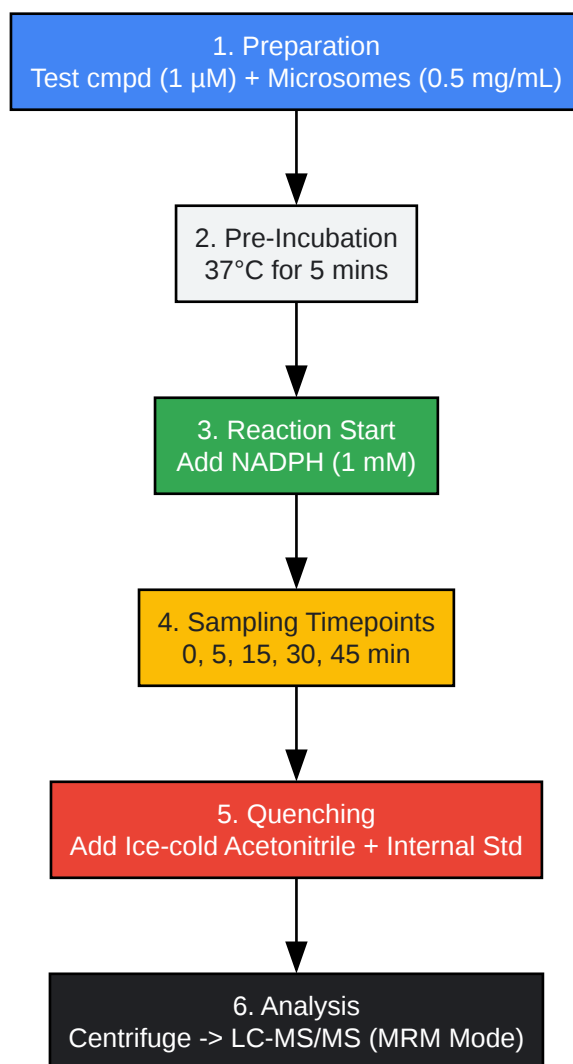 1. Preparation
Test cmpd (1 µM) + Microsomes (0.5 mg/mL)
2. Pre-Incubation
37°C for 5 mins
3. Reaction Start
Add NADPH (1 mM)
4. Sampling Timepoints
0, 5, 15, 30, 45 min
5. Quenching
Add Ice-cold Acetonitrile + Internal Std
6. Analysis
Centrifuge -> LC-MS/MS (MRM Mode)